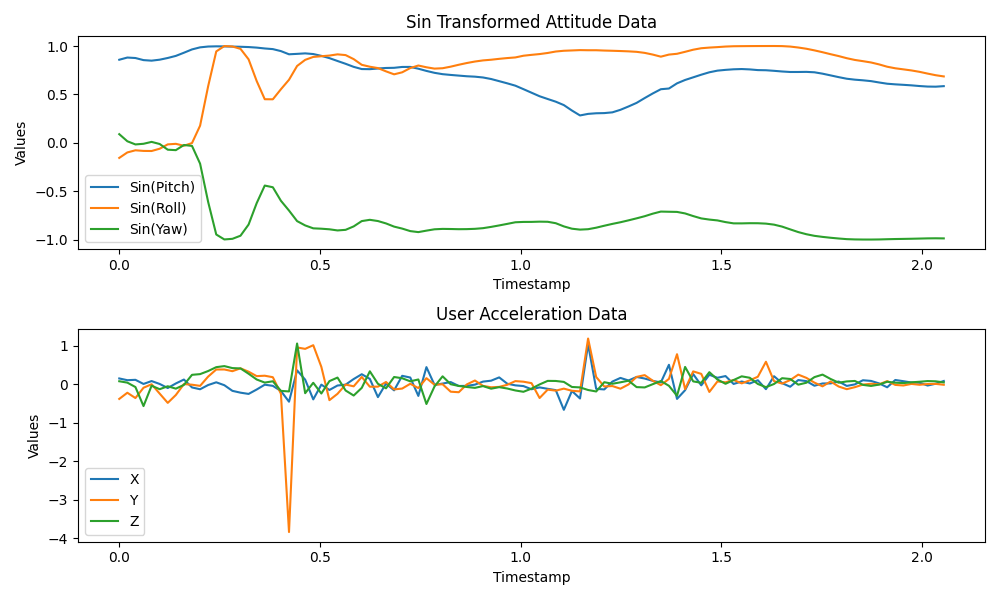 Sin Transformed Attitude Data
Values
1.0
0.5
0.0
−0.5
−1.0
Sin(Pitch)
Sin(Roll)
Sin(Yaw)
0.0 0.5 1.0 1.5 2.0
Timestamp
User Acceleration Data
Values
1
0
−1
−2
−3
−4
X
Y
Z
0.0 0.5 1.0 1.5 2.0
Timestamp